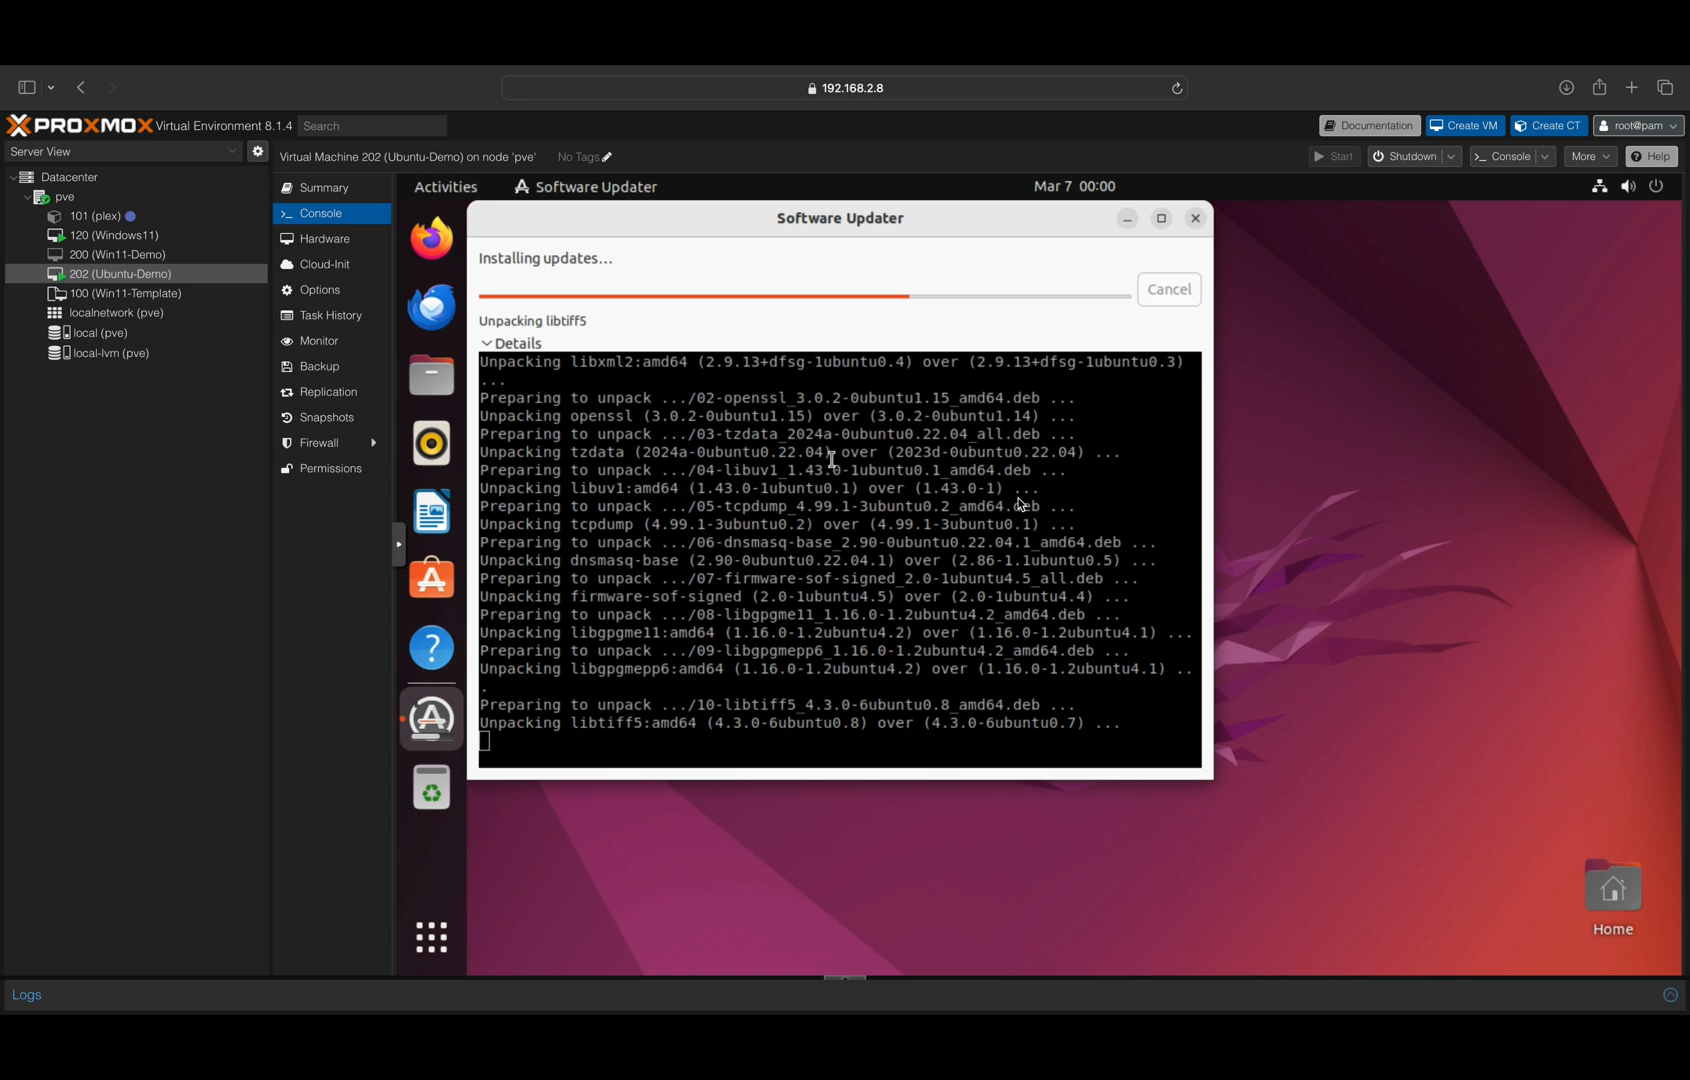 192.168.2.8
PROXMOX Virtual Environment 8.1.4 Search
Documentation Create VM Create CT root@pam
Server View
Virtual Machine 202 (Ubuntu-Demo) on node 'pve' No Tags
Start Shutdown Console More Help
Datacenter
pve
101 (plex)
120 (Windows11)
200 (Win11-Demo)
202 (Ubuntu-Demo)
100 (Win11-Template)
localnetwork (pve)
local (pve)
local-lvm (pve)
Summary
Console
Hardware
Cloud-Init
Options
Task History
Monitor
Backup
Replication
Snapshots
Firewall
Permissions
Activities Software Updater Mar 7 00:00
Software Updater
Installing updates…
Cancel
Unpacking libtiff5
Details
Unpacking libxml2:amd64 (2.9.13+dfsg-1ubuntu0.4) over (2.9.13+dfsg-1ubuntu0.3)
...
Preparing to unpack .../02-openssl_3.0.2-0ubuntu1.15_amd64.deb ...
Unpacking openssl (3.0.2-0ubuntu1.15) over (3.0.2-0ubuntu1.14) ...
Preparing to unpack .../03-tzdata_2024a-0ubuntu0.22.04_all.deb ...
Unpacking tzdata (2024a-0ubuntu0.22.04) over (2023d-0ubuntu0.22.04) ...
Preparing to unpack .../04-libuv1_1.43.0-1ubuntu0.1_amd64.deb ...
Unpacking libuv1:amd64 (1.43.0-1ubuntu0.1) over (1.43.0-1) ...
Preparing to unpack .../05-tcpdump_4.99.1-3ubuntu0.2_amd64.deb ...
Unpacking tcpdump (4.99.1-3ubuntu0.2) over (4.99.1-3ubuntu0.1) ...
Preparing to unpack .../06-dnsmasq-base_2.90-0ubuntu0.22.04.1_amd64.deb ...
Unpacking dnsmasq-base (2.90-0ubuntu0.22.04.1) over (2.86-1.1ubuntu0.5) ...
Preparing to unpack .../07-firmware-sof-signed_2.0-1ubuntu4.5_all.deb ...
Unpacking firmware-sof-signed (2.0-1ubuntu4.5) over (2.0-1ubuntu4.4) ...
Preparing to unpack .../08-libgpgme11_1.16.0-1.2ubuntu4.2_amd64.deb ...
Unpacking libgpgme11:amd64 (1.16.0-1.2ubuntu4.2) over (1.16.0-1.2ubuntu4.1) ...
Preparing to unpack .../09-libgpgmepp6_1.16.0-1.2ubuntu4.2_amd64.deb ...
Unpacking libgpgmepp6:amd64 (1.16.0-1.2ubuntu4.2) over (1.16.0-1.2ubuntu4.1) ..
.
Preparing to unpack .../10-libtiff5_4.3.0-6ubuntu0.8_amd64.deb ...
Unpacking libtiff5:amd64 (4.3.0-6ubuntu0.8) over (4.3.0-6ubuntu0.7) ...
Home
Logs